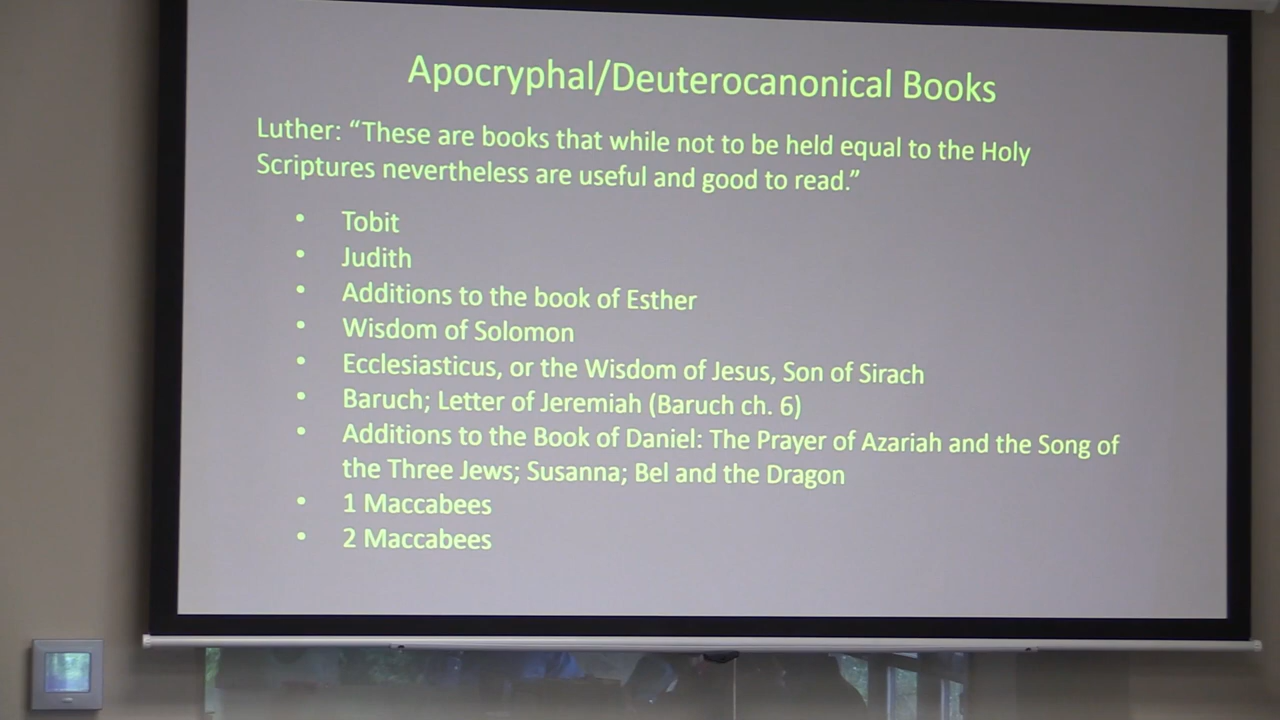 Apocryphal/Deuterocanonical Books
Luther: “These are books that while not to be held equal to the Holy
Scriptures nevertheless are useful and good to read.”
• Tobit
• Judith
• Additions to the book of Esther
• Wisdom of Solomon
• Ecclesiasticus, or the Wisdom of Jesus, Son of Sirach
• Baruch; Letter of Jeremiah (Baruch ch. 6)
• Additions to the Book of Daniel: The Prayer of Azariah and the Song of
the Three Jews; Susanna; Bel and the Dragon
• 1 Maccabees
• 2 Maccabees